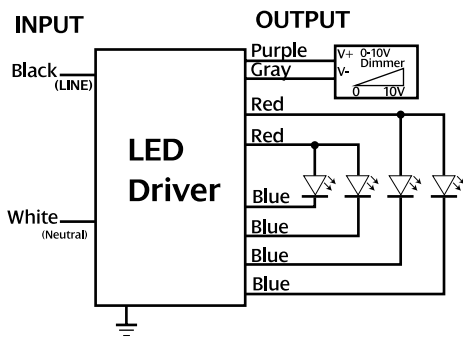 INPUT
OUTPUT
Black
(LINE)
White
(Neutral)
LED
Driver
Purple
Gray
Red
Red
Blue
Blue
Blue
Blue
V+ 0-10V
Dimmer
V-
0 10V